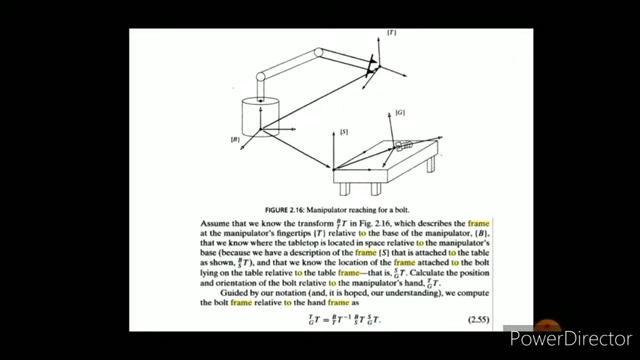 {T}
{G}
{S}
{B}
FIGURE 2.16: Manipulator reaching for a bolt.
Assume that we know the transform ᴮ_T T in Fig. 2.16, which describes the frame
at the manipulator's fingertips {T} relative to the base of the manipulator, {B},
that we know where the tabletop is located in space relative to the manipulator's
base (because we have a description of the frame {S} that is attached to the table
as shown, ᴮ_S T), and that we know the location of the frame attached to the bolt
lying on the table relative to the table frame—that is, ˢ_G T. Calculate the position
and orientation of the bolt relative to the manipulator's hand, ᵀ_G T.
Guided by our notation (and, it is hoped, our understanding), we compute
the bolt frame relative to the hand frame as
ᵀ_G T = ᴮ_T T⁻¹ ᴮ_S T ˢ_G T. (2.55)
PowerDirector